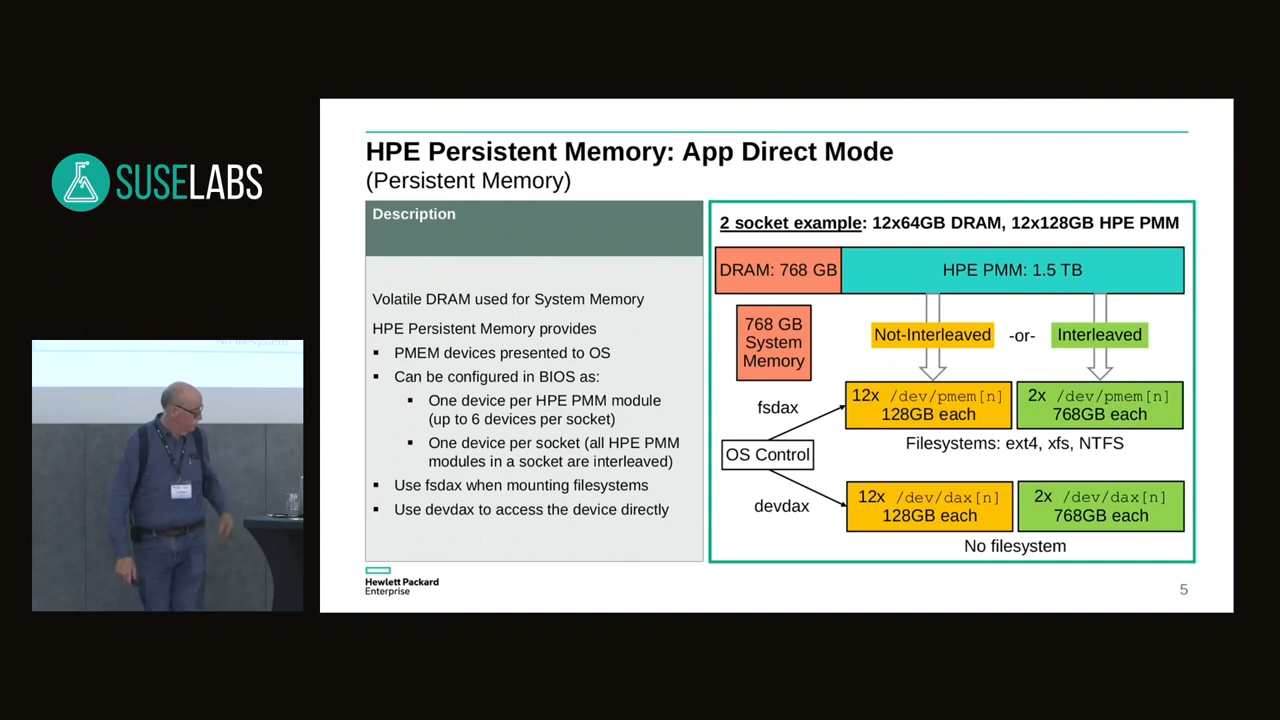 SUSELABS
HPE Persistent Memory: App Direct Mode
(Persistent Memory)
Description
Volatile DRAM used for System Memory
HPE Persistent Memory provides
▪ PMEM devices presented to OS
▪ Can be configured in BIOS as:
▪ One device per HPE PMM module
(up to 6 devices per socket)
▪ One device per socket (all HPE PMM
modules in a socket are interleaved)
▪ Use fsdax when mounting filesystems
▪ Use devdax to access the device directly
2 socket example: 12x64GB DRAM, 12x128GB HPE PMM
DRAM: 768 GB
HPE PMM: 1.5 TB
768 GB
System
Memory
Not-Interleaved
-or-
Interleaved
fsdax
12x /dev/pmem[n]
128GB each
2x /dev/pmem[n]
768GB each
Filesystems: ext4, xfs, NTFS
OS Control
devdax
12x /dev/dax[n]
128GB each
2x /dev/dax[n]
768GB each
No filesystem
Hewlett Packard
Enterprise
5
No filesystem